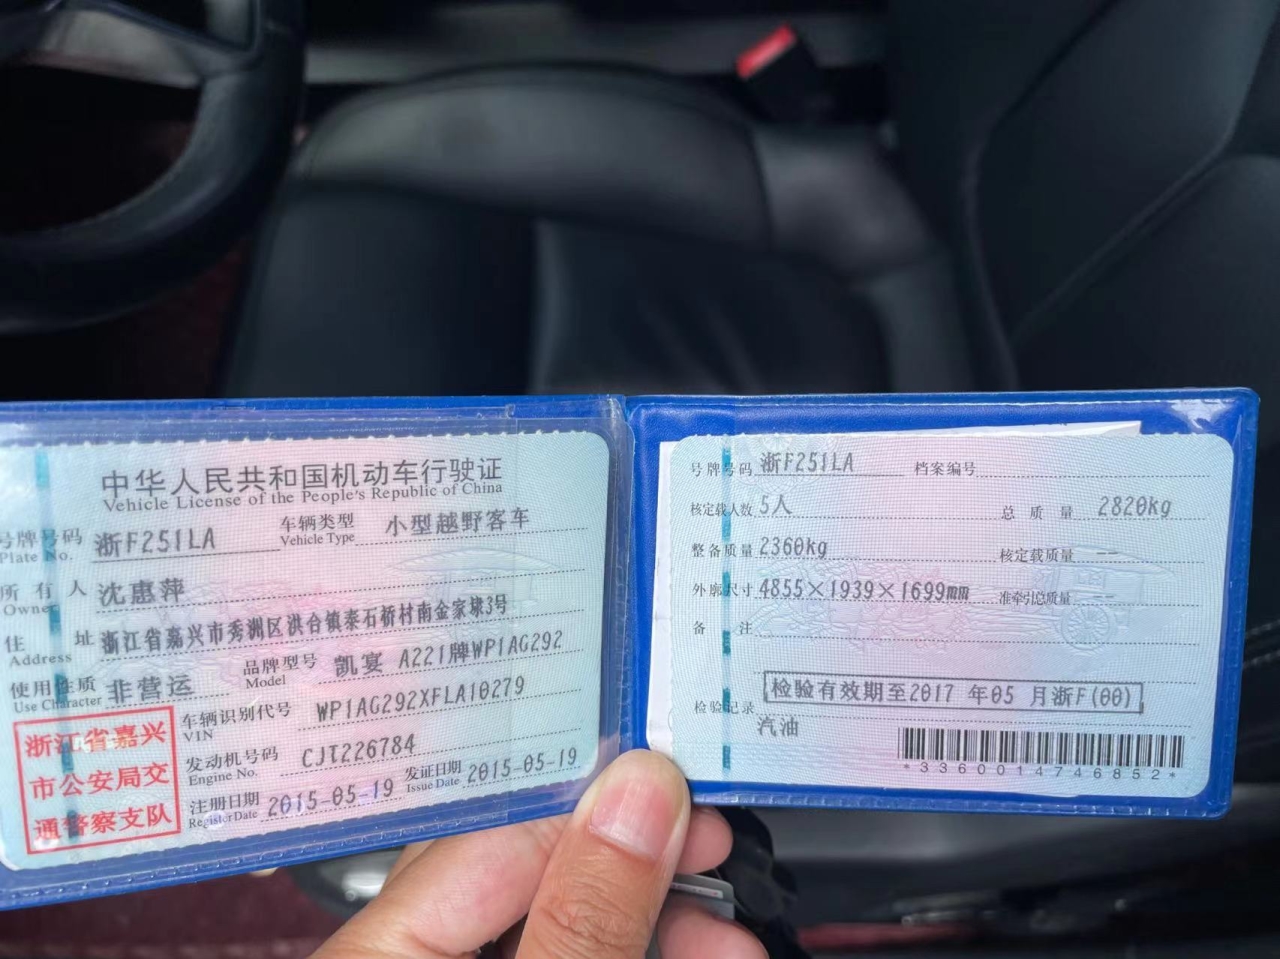 中华人民共和国机动车行驶证
Vehicle License of the People's Republic of China
号牌号码 浙F251LA 车辆类型 小型越野客车
Plate No. Vehicle Type
所有人 沈惠萍
Owner
住址 浙江省嘉兴市秀洲区洪合镇泰石桥村南金家埭3号
Address
使用性质 非营运 品牌型号 凯宴 A221牌WP1AG292
Use Character Model
浙江省嘉兴
市公安局交
通警察支队
车辆识别代号 WP1AG292XFLA10279
VIN
发动机号码 CJT226784
Engine No.
注册日期 2015-05-19 发证日期 2015-05-19
Register Date Issue Date
号牌号码 浙F251LA 档案编号
核定载人数 5人 总质量 2820kg
整备质量 2360kg 核定载质量 --
外廓尺寸 4855×1939×1699mm 准牵引总质量 --
备注
检验有效期至2017 年05 月浙F(00)
检验记录
汽油
*3360014746852*